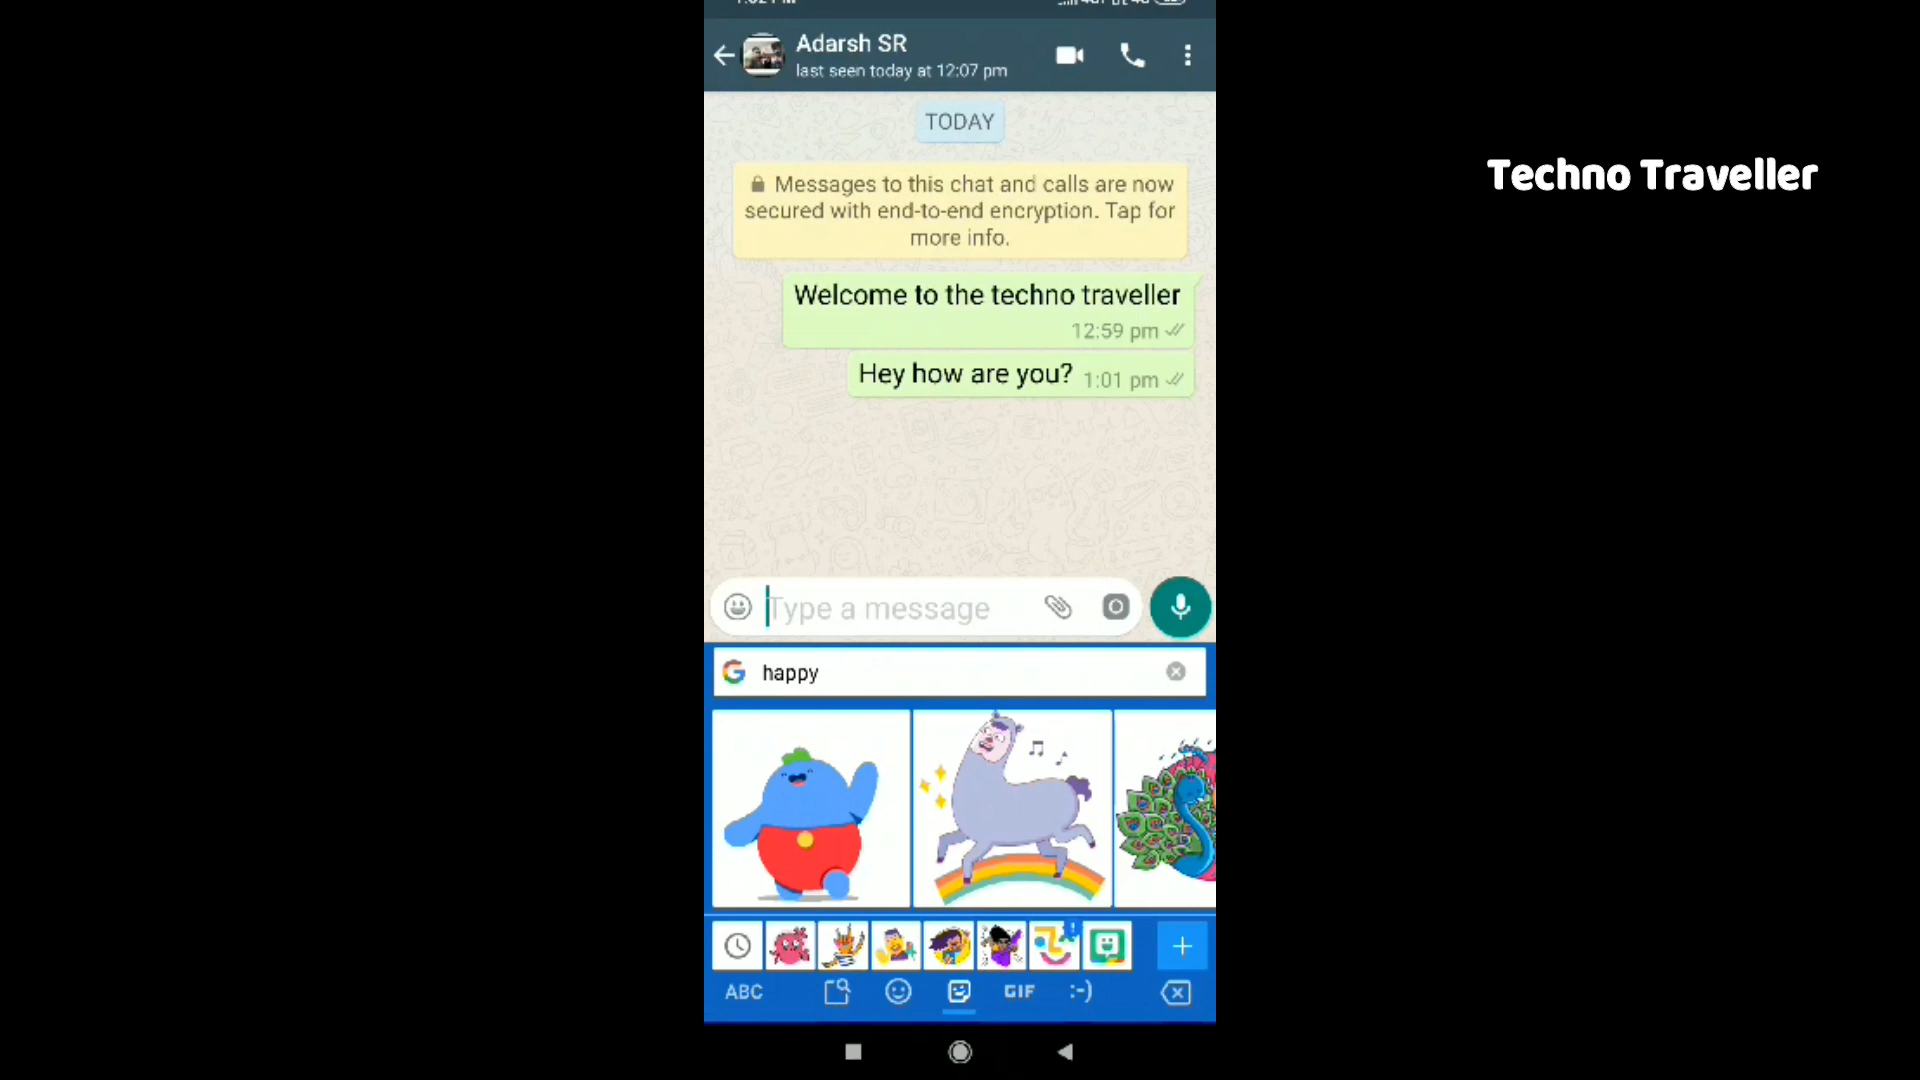 Adarsh SR
last seen today at 12:07 pm
Techno Traveller
TODAY
Messages to this chat and calls are now
secured with end-to-end encryption. Tap for
more info.
Welcome to the techno traveller
12:59 pm
Hey how are you? 1:01 pm
Type a message
happy
ABC GIF :-)